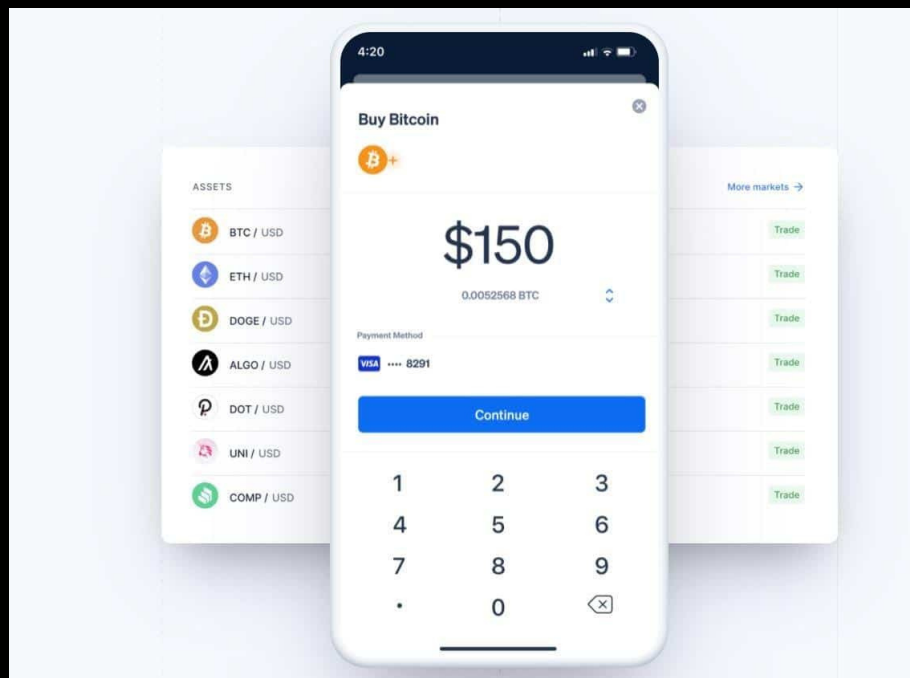 4:20
Buy Bitcoin
ASSETS
More markets →
BTC / USD
Trade
ETH / USD
Trade
DOGE / USD
Trade
ALGO / USD
Trade
DOT / USD
Trade
UNI / USD
Trade
COMP / USD
Trade
$150
0.0052568 BTC
Payment Method
VISA •••• 8291
Continue
1 2 3
4 5 6
7 8 9
. 0